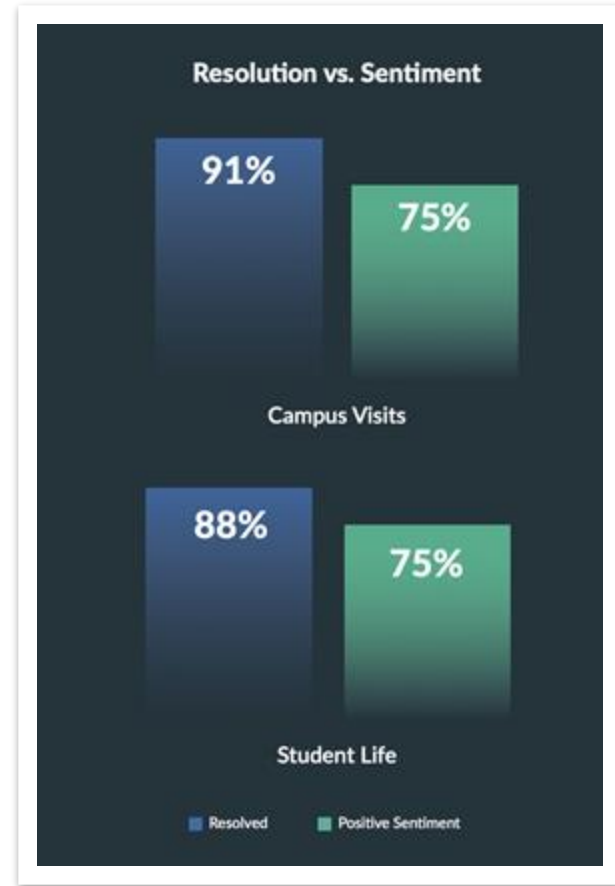 Resolution vs. Sentiment
91%
75%
Campus Visits
88%
75%
Student Life
Resolved
Positive Sentiment